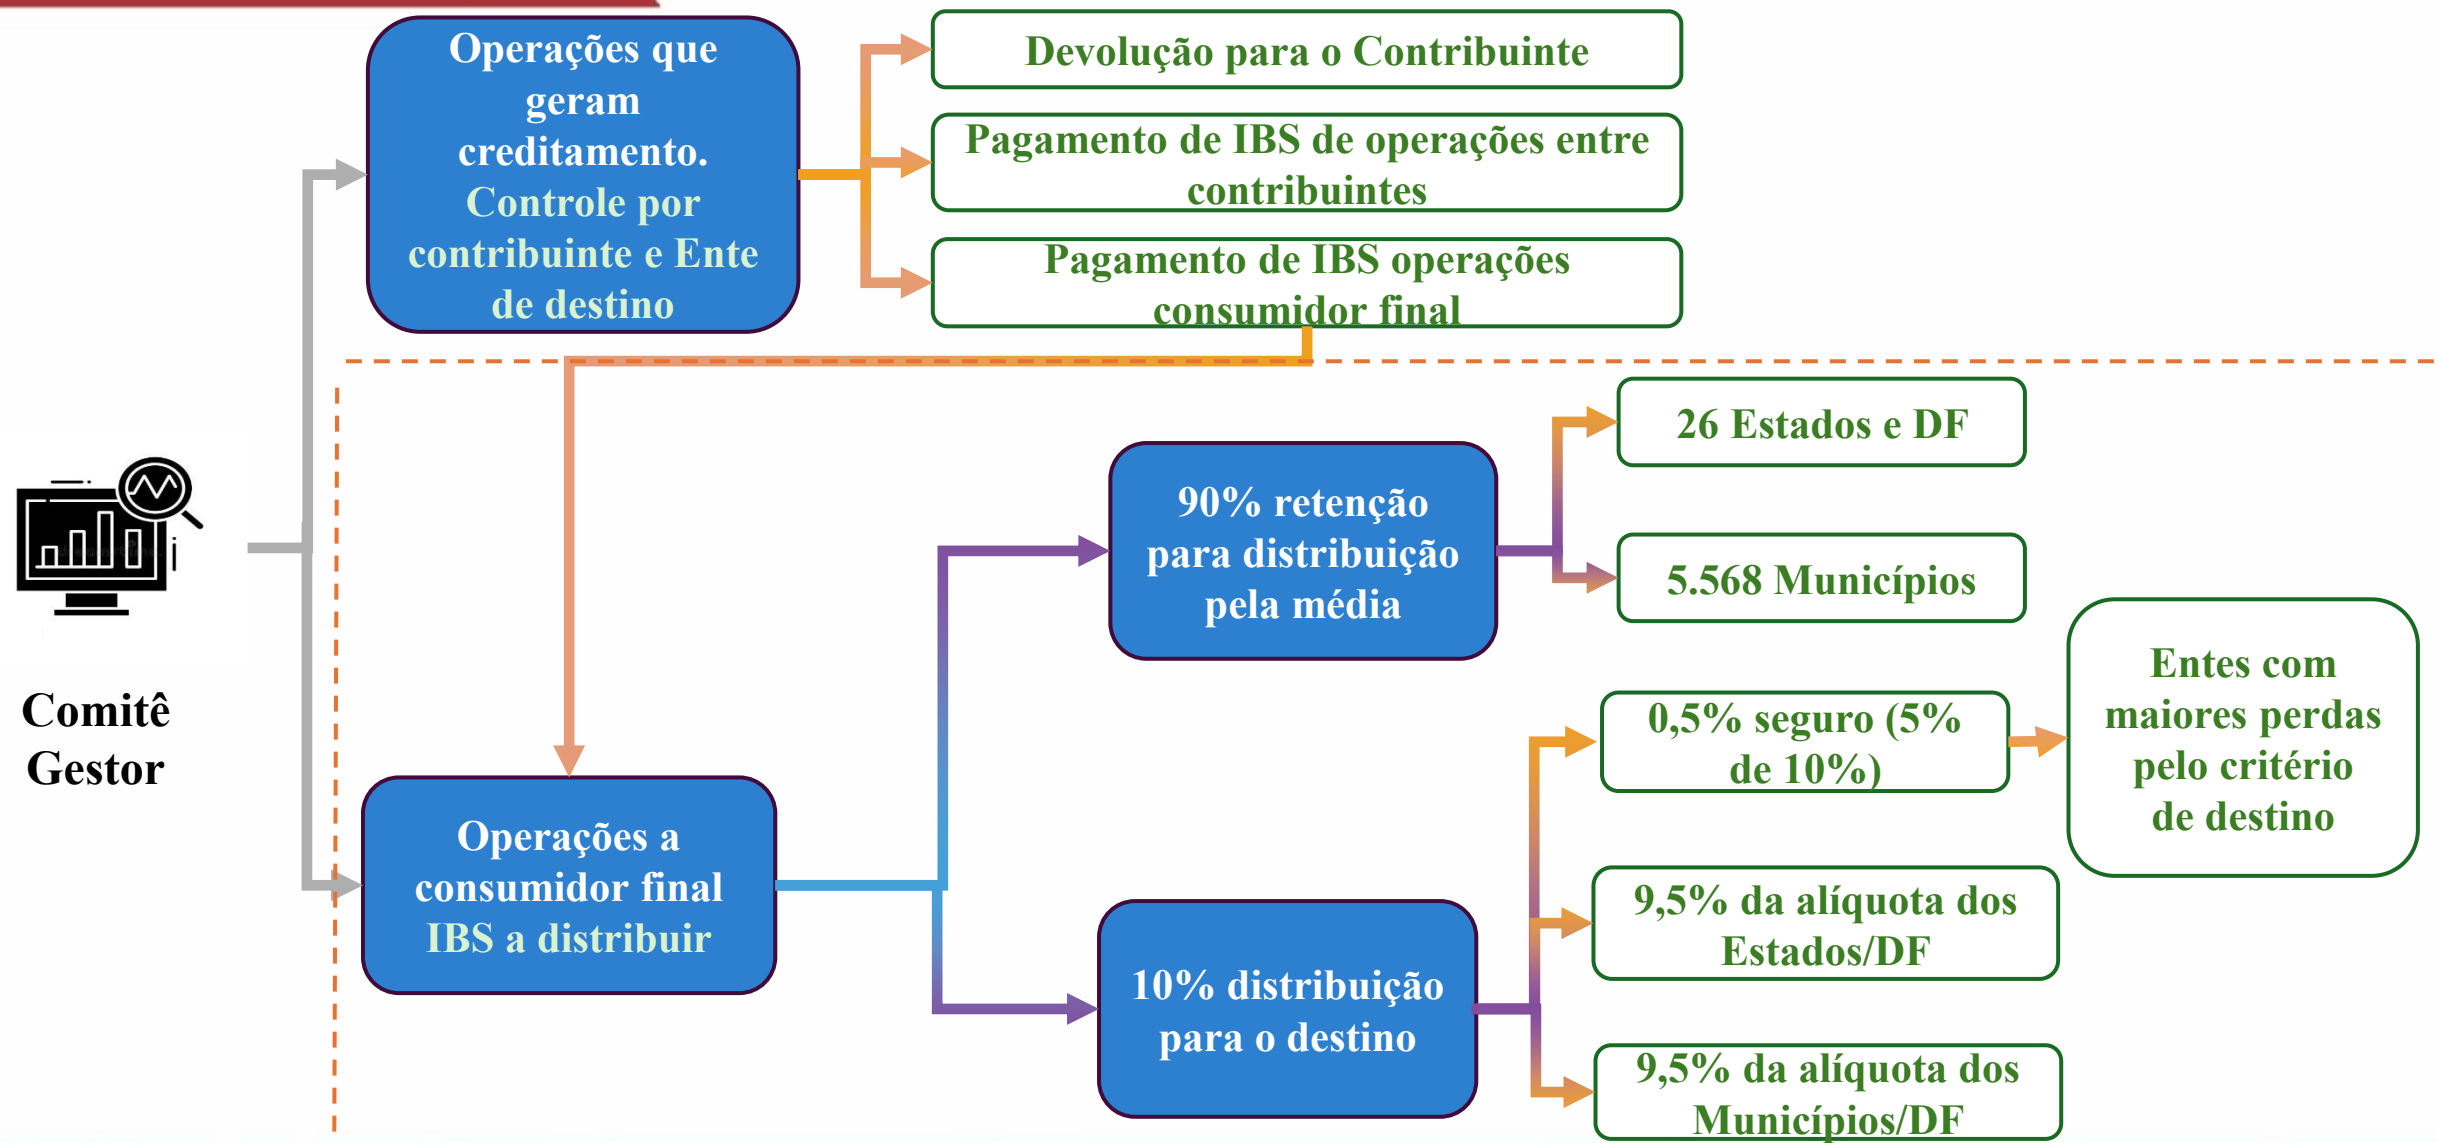 Operações que
geram
creditamento.
Controle por
contribuinte e Ente
de destino
Devolução para o Contribuinte
Pagamento de IBS de operações entre
contribuintes
Pagamento de IBS operações
consumidor final
Comitê
Gestor
Operações a
consumidor final
IBS a distribuir
90% retenção
para distribuição
pela média
26 Estados e DF
5.568 Municípios
10% distribuição
para o destino
0,5% seguro (5%
de 10%)
Entes com
maiores perdas
pelo critério
de destino
9,5% da alíquota dos
Estados/DF
9,5% da alíquota dos
Municípios/DF